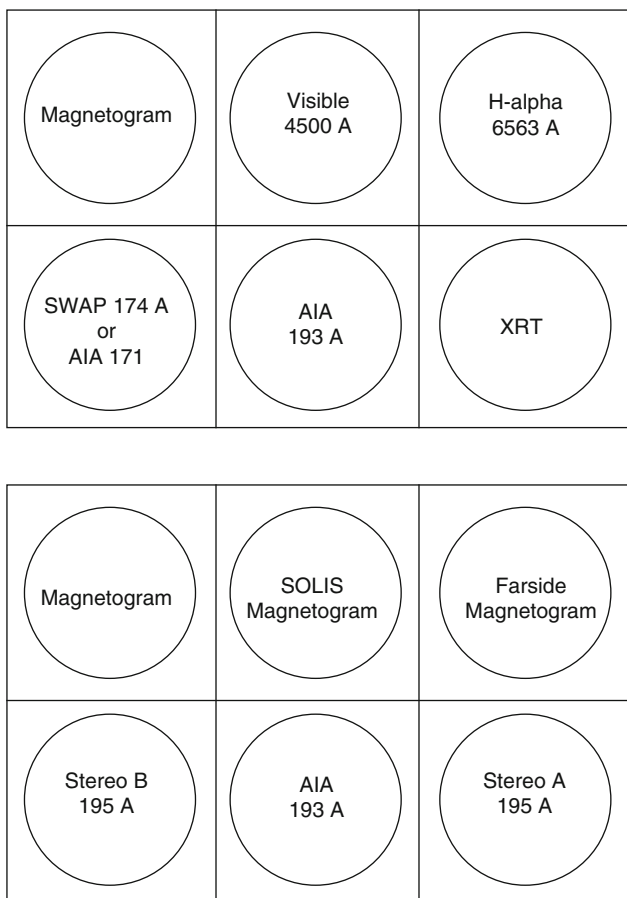 Magnetogram
Visible
4500 A
H-alpha
6563 A
SWAP 174 A
or
AIA 171
AIA
193 A
XRT
Magnetogram
SOLIS
Magnetogram
Farside
Magnetogram
Stereo B
195 A
AIA
193 A
Stereo A
195 A